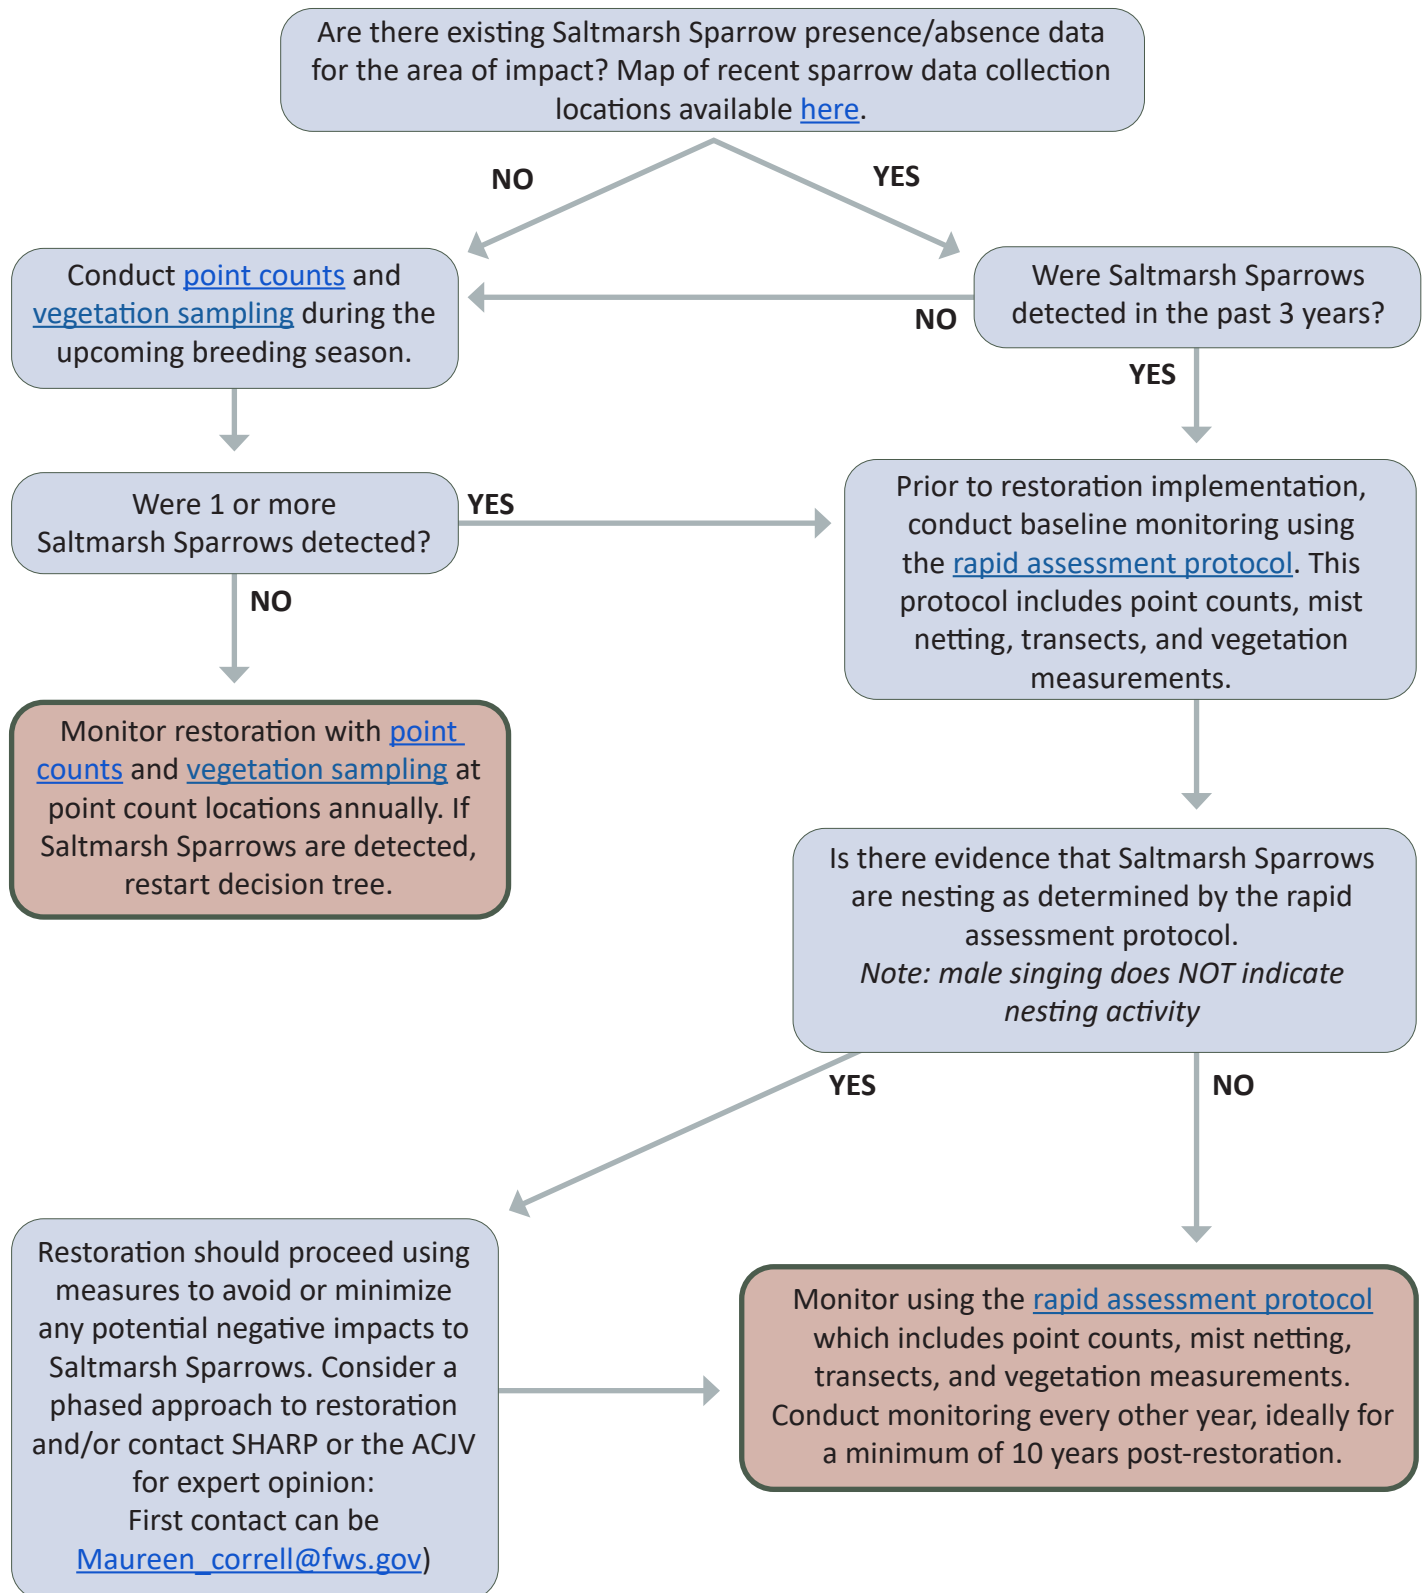 Are there existing Saltmarsh Sparrow presence/absence data
for the area of impact? Map of recent sparrow data collection
locations available here.
NO
YES
Conduct point counts and
vegetation sampling during the
upcoming breeding season.
Were Saltmarsh Sparrows
detected in the past 3 years?
NO
YES
Were 1 or more
Saltmarsh Sparrows detected?
YES
NO
Prior to restoration implementation,
conduct baseline monitoring using
the rapid assessment protocol. This
protocol includes point counts, mist
netting, transects, and vegetation
measurements.
Monitor restoration with point
counts and vegetation sampling at
point count locations annually. If
Saltmarsh Sparrows are detected,
restart decision tree.
Is there evidence that Saltmarsh Sparrows
are nesting as determined by the rapid
assessment protocol.
Note: male singing does NOT indicate
nesting activity
YES
NO
Restoration should proceed using
measures to avoid or minimize
any potential negative impacts to
Saltmarsh Sparrows. Consider a
phased approach to restoration
and/or contact SHARP or the ACJV
for expert opinion:
First contact can be
Maureen_correll@fws.gov)
Monitor using the rapid assessment protocol
which includes point counts, mist netting,
transects, and vegetation measurements.
Conduct monitoring every other year, ideally for
a minimum of 10 years post-restoration.